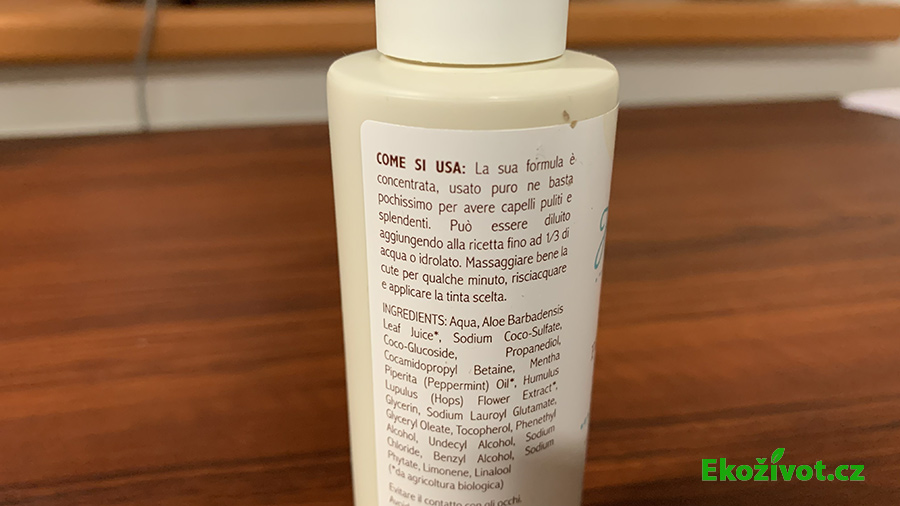 COME SI USA: La sua formula è
concentrata, usato puro ne basta
pochissimo per avere capelli puliti e
splendenti. Può essere diluito
aggiungendo alla ricetta fino ad 1/3 di
acqua o idrolato. Massaggiare bene la
cute per qualche minuto, risciacquare
e applicare la tinta scelta.
INGREDIENTS: Aqua, Aloe Barbadensis
Leaf Juice*, Sodium Coco-Sulfate,
Coco-Glucoside, Propanediol,
Cocamidopropyl Betaine, Mentha
Piperita (Peppermint) Oil*, Humulus
Lupulus (Hops) Flower Extract*,
Glycerin, Sodium Lauroyl Glutamate,
Glyceryl Oleate, Tocopherol, Phenethyl
Alcohol, Undecyl Alcohol, Sodium
Chloride, Benzyl Alcohol, Sodium
Phytate, Limonene, Linalool
(*da agricoltura biologica)
Evitare il contatto con gli occhi.
Ekoživot.cz